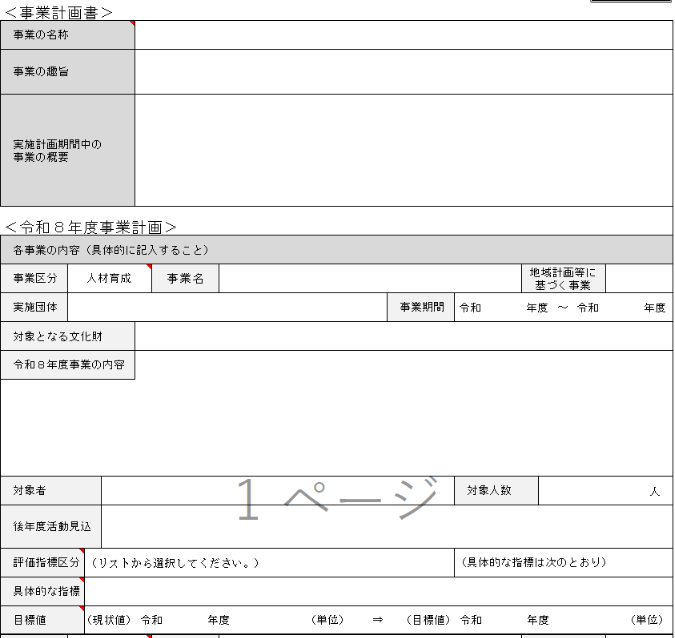 ＜事業計画書＞
事業の名称
事業の趣旨
実施計画期間中の
事業の概要
＜令和８年度事業計画＞
各事業の内容（具体的に記入すること）
事業区分 人材育成 事業名 地域計画等に
基づく事業
実施団体 事業期間 令和 年度 ～ 令和 年度
対象となる文化財
令和８年度事業の内容
対象者 対象人数 人
1 ページ
後年度活動見込
評価指標区分 （リストから選択してください。） （具体的な指標は次のとおり）
具体的な指標
目標値 （現状値） 令和 年度 （単位） ⇒ （目標値） 令和 年度 （単位）